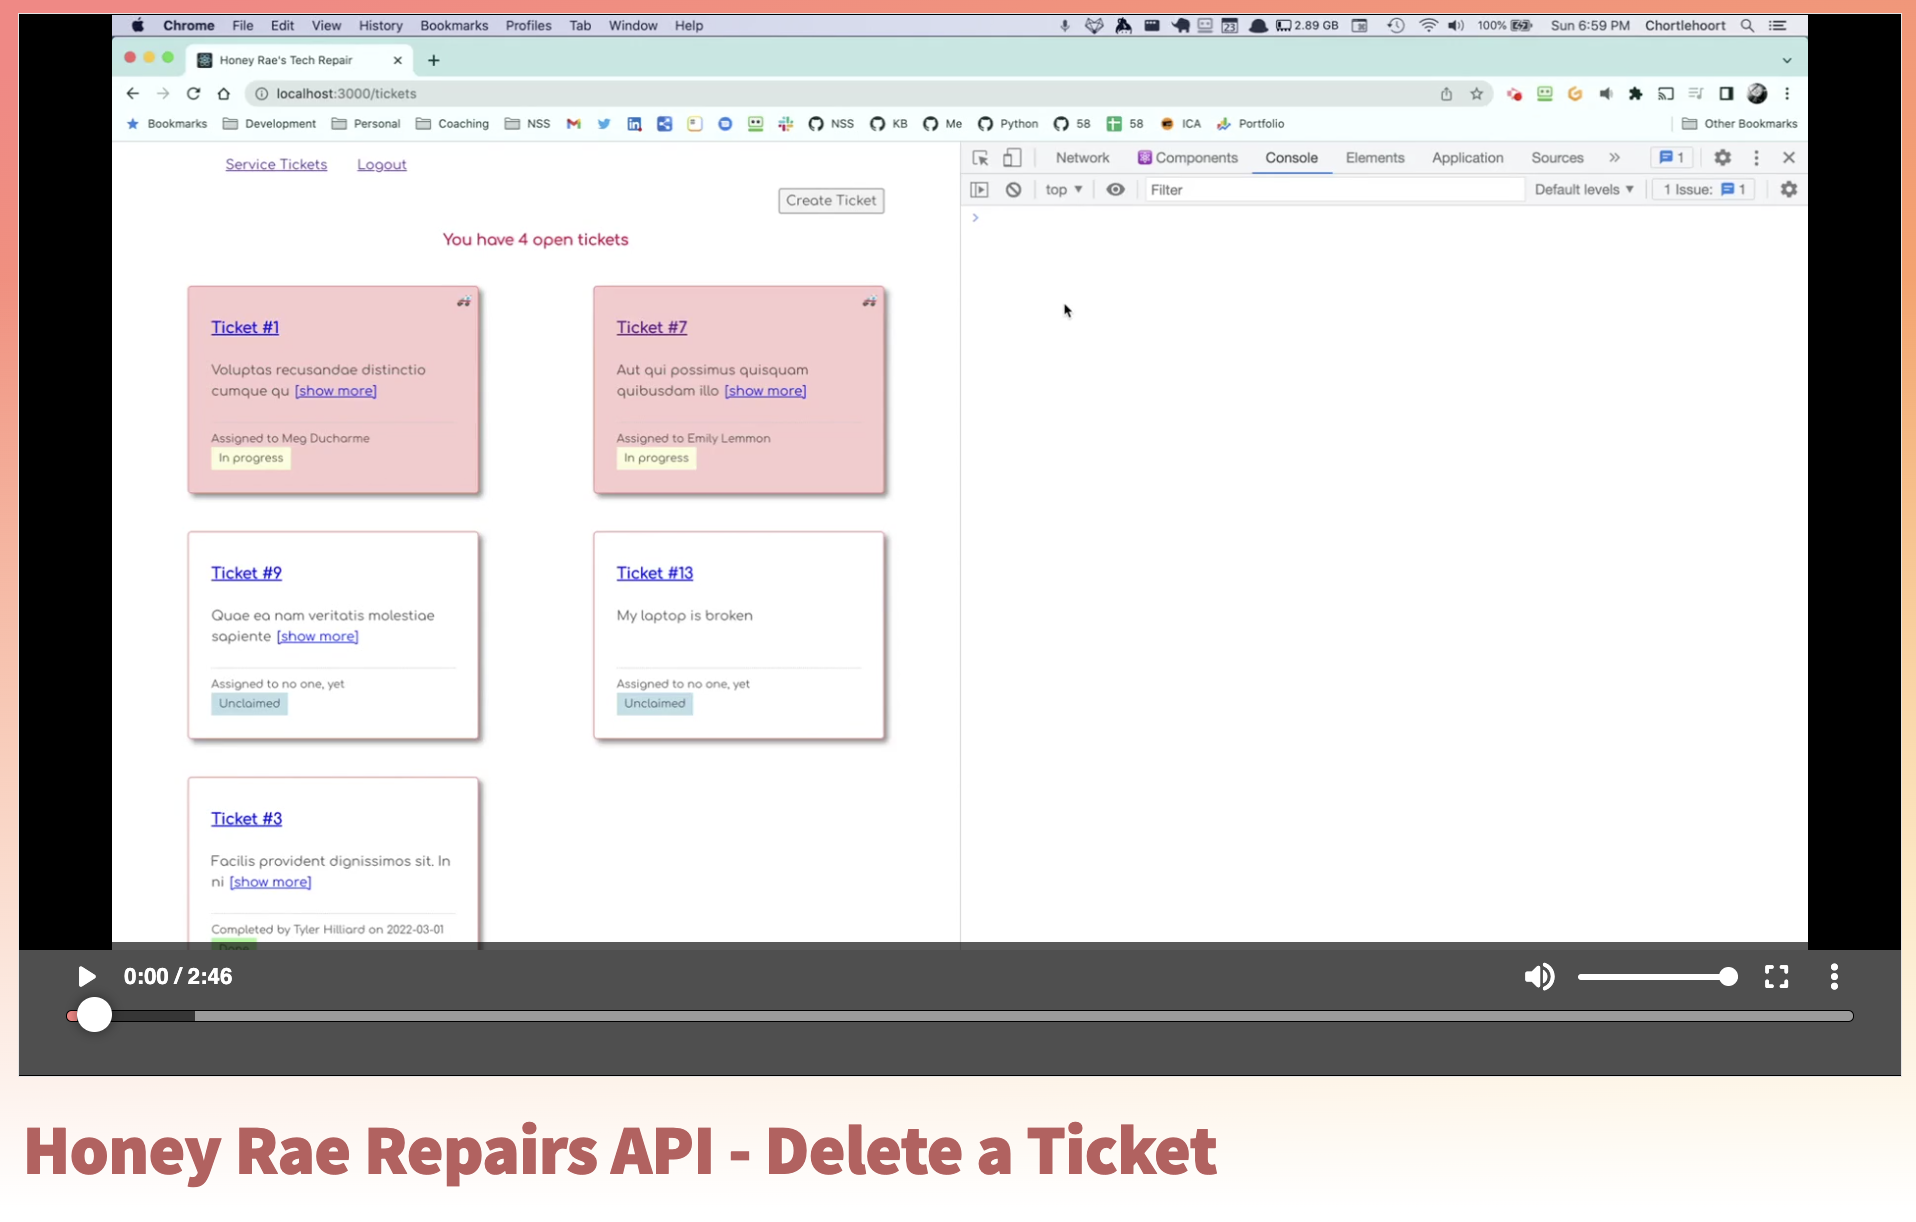 Chrome File Edit View History Bookmarks Profiles Tab Window Help 23 2.89 GB 100% Sun 6:59 PM Chortlehoort
Honey Rae's Tech Repair
localhost:3000/tickets
Bookmarks Development Personal Coaching NSS NSS KB Me Python 58 58 ICA Portfolio Other Bookmarks
Service Tickets Logout
Network Components Console Elements Application Sources 1
top Filter Default levels 1 Issue: 1
Create Ticket
You have 4 open tickets
Ticket #1
Voluptas recusandae distinctio
cumque qu [show more]
Assigned to Meg Ducharme
In progress
Ticket #7
Aut qui possimus quisquam
quibusdam illo [show more]
Assigned to Emily Lemmon
In progress
Ticket #9
Quae ea nam veritatis molestiae
sapiente [show more]
Assigned to no one, yet
Unclaimed
Ticket #13
My laptop is broken
Assigned to no one, yet
Unclaimed
Ticket #3
Facilis provident dignissimos sit. In
ni [show more]
Completed by Tyler Hilliard on 2022-03-01
Done
0:00 / 2:46
Honey Rae Repairs API - Delete a Ticket